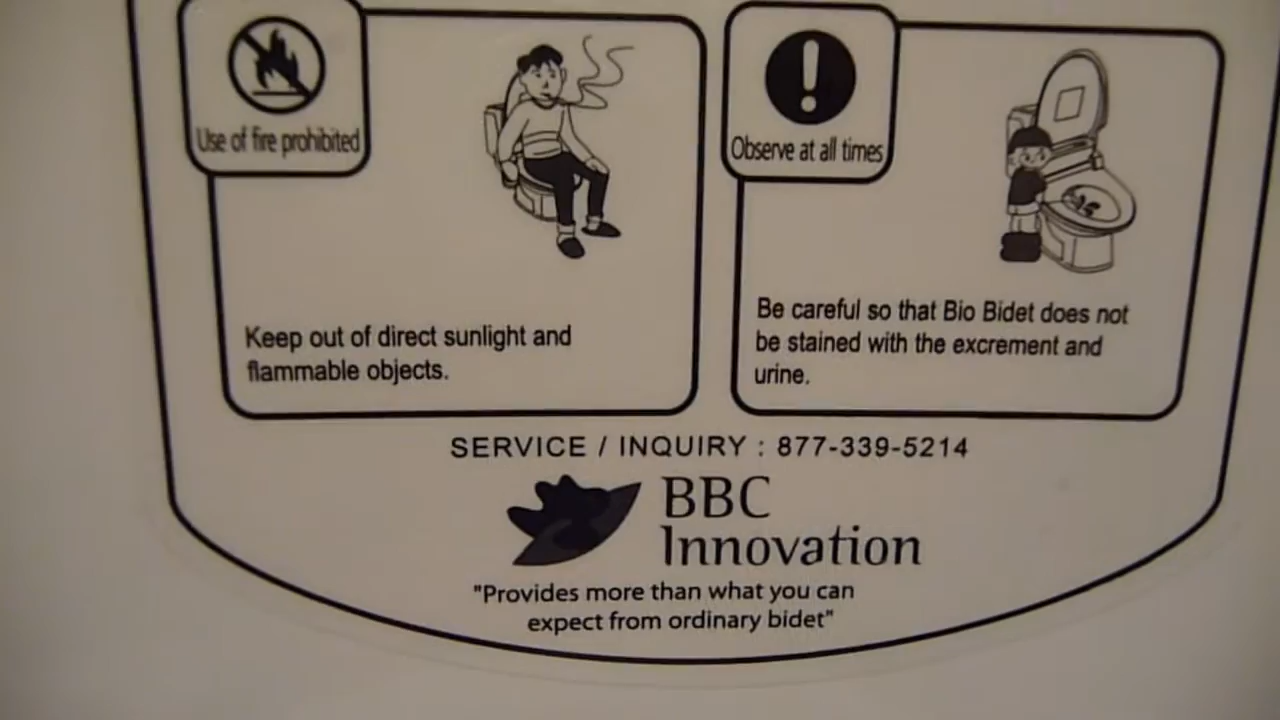 Use of fire prohibited
Keep out of direct sunlight and
flammable objects.
Observe at all times
Be careful so that Bio Bidet does not
be stained with the excrement and
urine.
SERVICE / INQUIRY : 877-339-5214
BBC
Innovation
"Provides more than what you can
expect from ordinary bidet"